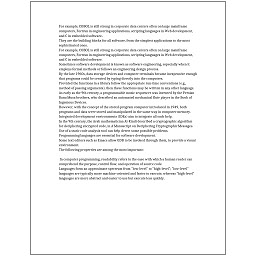 For example, COBOL is still strong in corporate data centers often on large mainframe
computers, Fortran in engineering applications, scripting languages in Web development,
and C in embedded software.
They are the building blocks for all software, from the simplest applications to the most
sophisticated ones.
For example, COBOL is still strong in corporate data centers often on large mainframe
computers, Fortran in engineering applications, scripting languages in Web development,
and C in embedded software.
Sometimes software development is known as software engineering, especially when it
employs formal methods or follows an engineering design process.
By the late 1960s, data storage devices and computer terminals became inexpensive enough
that programs could be created by typing directly into the computers.
Provided the functions in a library follow the appropriate run-time conventions (e.g.,
method of passing arguments), then these functions may be written in any other language.
As early as the 9th century, a programmable music sequencer was invented by the Persian
Banu Musa brothers, who described an automated mechanical flute player in the Book of
Ingenious Devices.
However, with the concept of the stored-program computer introduced in 1949, both
programs and data were stored and manipulated in the same way in computer memory.
Integrated development environments (IDEs) aim to integrate all such help.
In the 9th century, the Arab mathematician Al-Kindi described a cryptographic algorithm
for deciphering encrypted code, in A Manuscript on Deciphering Cryptographic Messages.
Use of a static code analysis tool can help detect some possible problems.
Programming languages are essential for software development.
Some text editors such as Emacs allow GDB to be invoked through them, to provide a visual
environment.
The following properties are among the most important:
In computer programming, readability refers to the ease with which a human reader can
comprehend the purpose, control flow, and operation of source code.
Languages form an approximate spectrum from "low-level" to "high-level"; "low-level"
languages are typically more machine-oriented and faster to execute, whereas "high-level"
languages are more abstract and easier to use but execute less quickly.